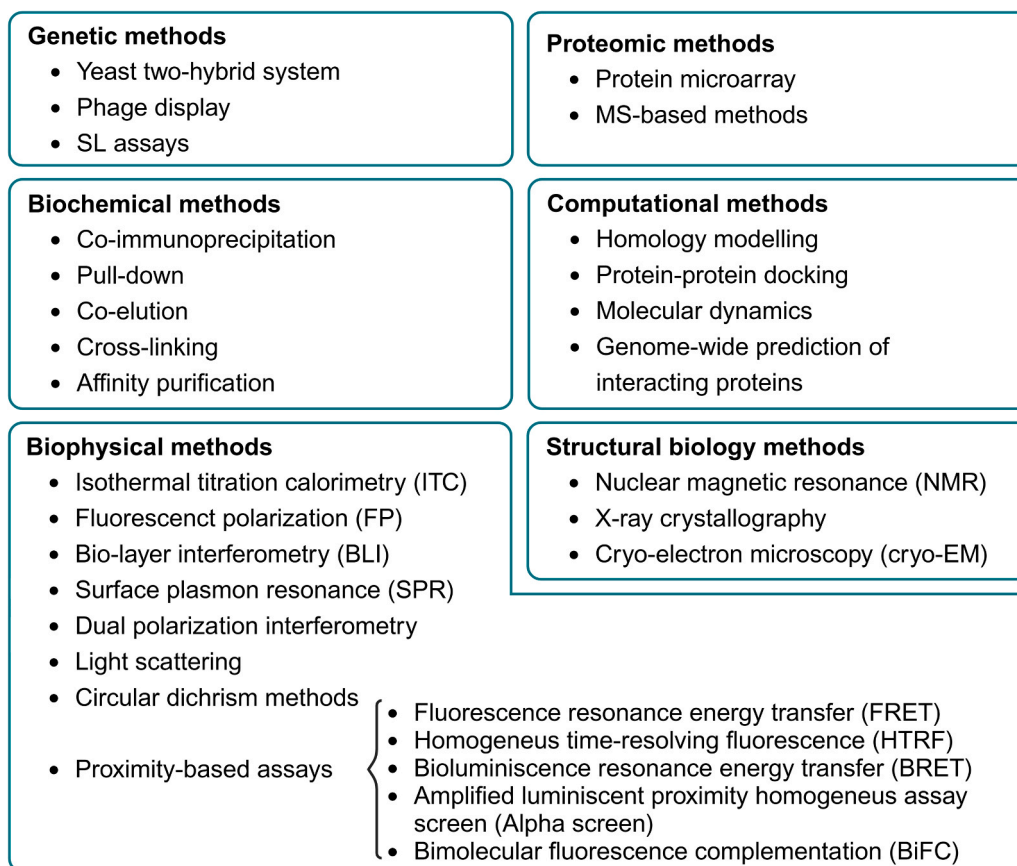 Genetic methods
• Yeast two-hybrid system
• Phage display
• SL assays
Proteomic methods
• Protein microarray
• MS-based methods
Biochemical methods
• Co-immunoprecipitation
• Pull-down
• Co-elution
• Cross-linking
• Affinity purification
Computational methods
• Homology modelling
• Protein-protein docking
• Molecular dynamics
• Genome-wide prediction of
interacting proteins
Biophysical methods
• Isothermal titration calorimetry (ITC)
• Fluorescenct polarization (FP)
• Bio-layer interferometry (BLI)
• Surface plasmon resonance (SPR)
• Dual polarization interferometry
• Light scattering
• Circular dichrism methods
• Proximity-based assays
• Fluorescence resonance energy transfer (FRET)
• Homogeneus time-resolving fluorescence (HTRF)
• Bioluminiscence resonance energy transfer (BRET)
• Amplified luminiscent proximity homogeneus assay
screen (Alpha screen)
• Bimolecular fluorescence complementation (BiFC)
Structural biology methods
• Nuclear magnetic resonance (NMR)
• X-ray crystallography
• Cryo-electron microscopy (cryo-EM)